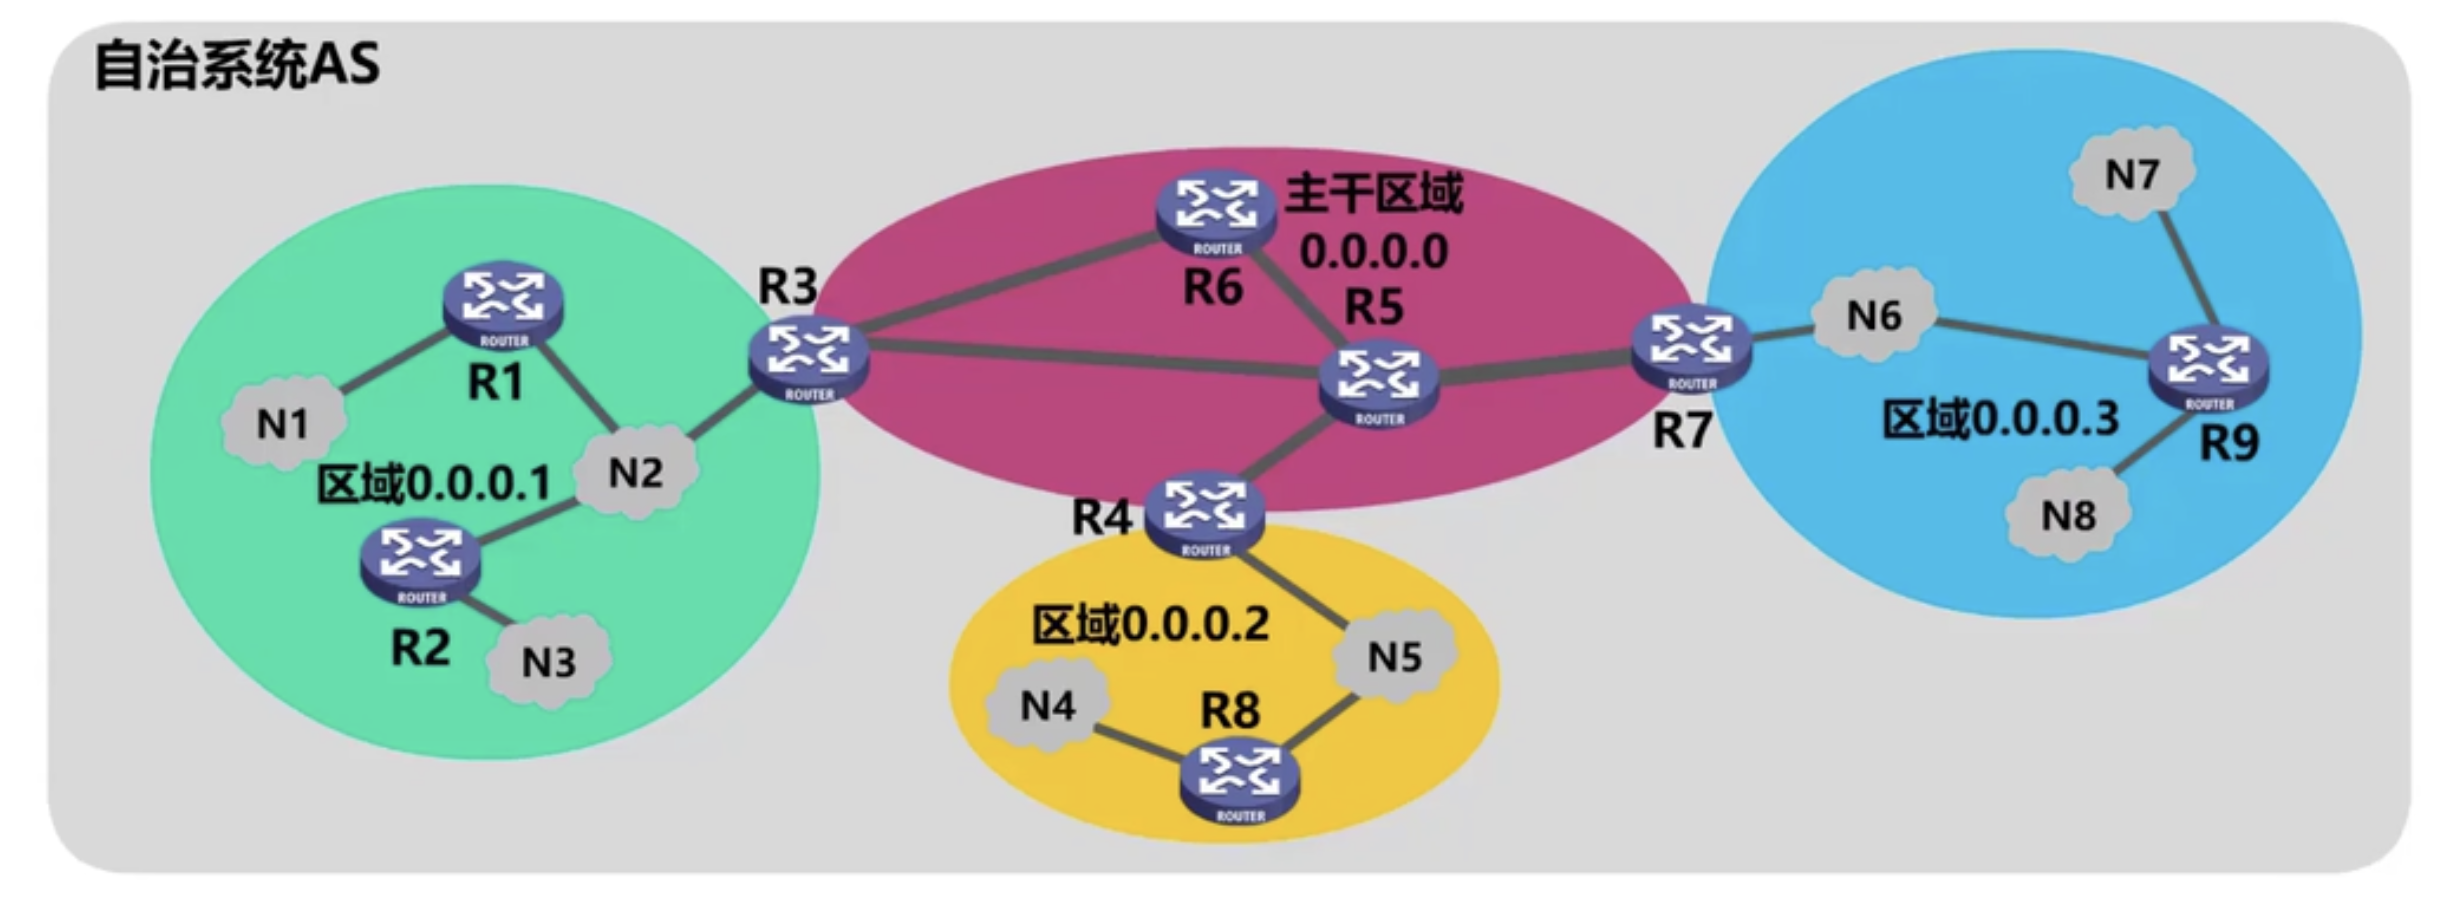 自治系统AS
N7
ROUTER
主干区域
0.0.0.0
R6
R3
R5
N6
ROUTER
R1
N1
ROUTER
ROUTER
ROUTER
R7
区域0.0.0.3
ROUTER
R9
N2
区域0.0.0.1
N8
R4
ROUTER
ROUTER
R2
N3
区域0.0.0.2
N5
N4
R8
ROUTER